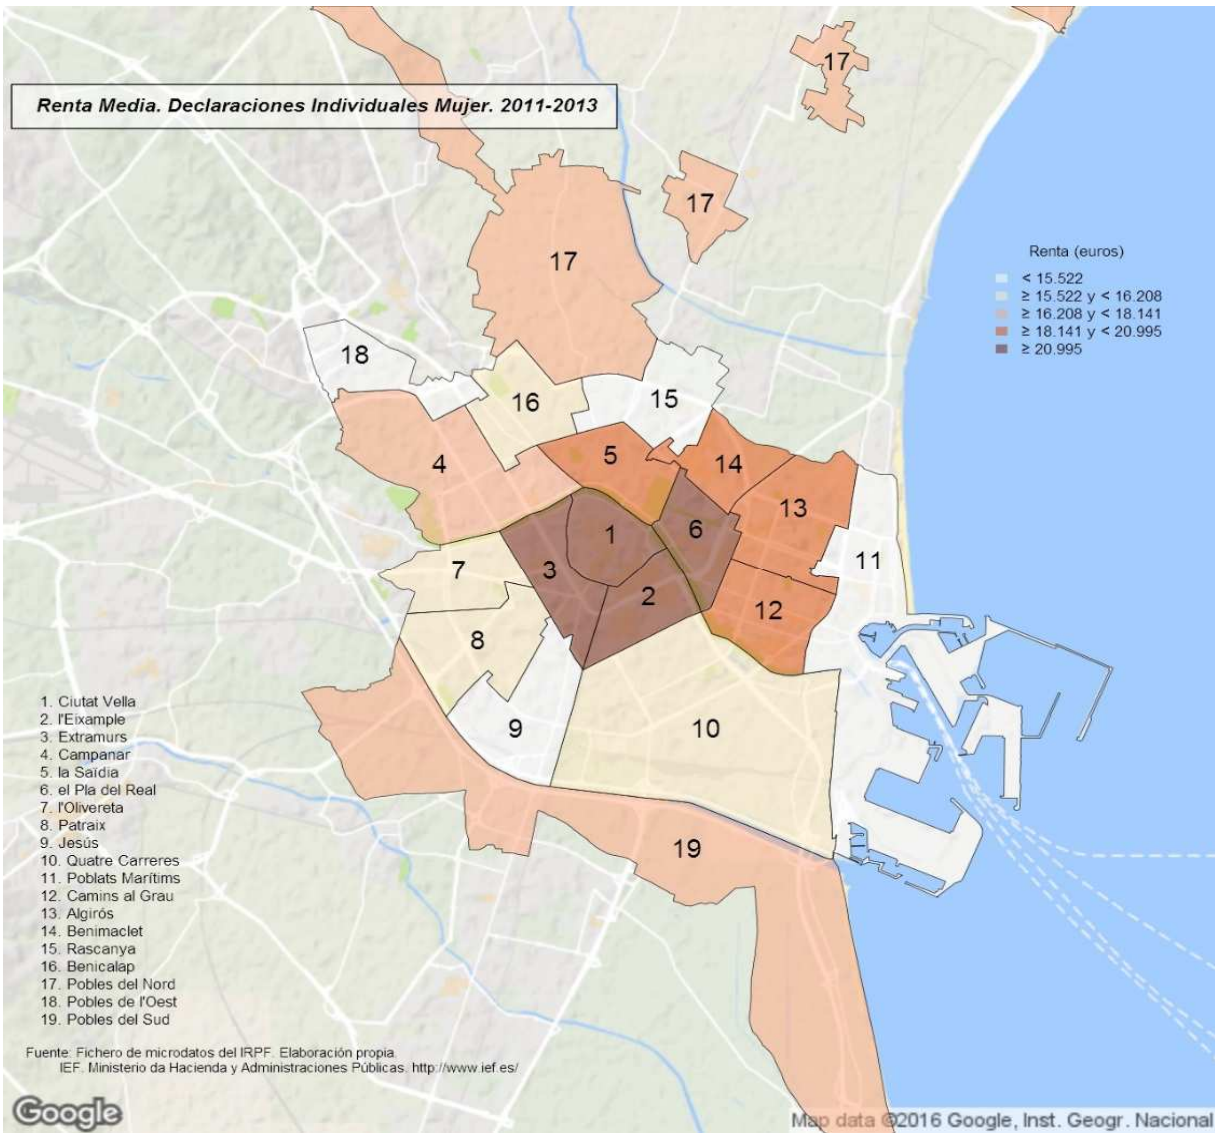 Renta Media. Declaraciones Individuales Mujer. 2011-2013
17
17
17
Renta (euros)
< 15.522
≥ 15.522 y < 16.208
≥ 16.208 y < 18.141
≥ 18.141 y < 20.995
≥ 20.995
18
16
15
4
5
14
13
1
6
3
11
7
2
12
8
9
10
19
1. Ciutat Vella
2. l'Eixample
3. Extramurs
4. Campanar
5. la Saïdia
6. el Pla del Real
7. l'Olivereta
8. Patraix
9. Jesús
10. Quatre Carreres
11. Poblats Marítims
12. Camins al Grau
13. Algirós
14. Benimaclet
15. Rascanya
16. Benicalap
17. Pobles del Nord
18. Pobles de l'Oest
19. Pobles del Sud
Fuente: Fichero de microdatos del IRPF. Elaboración propia.
IEF. Ministerio da Hacienda y Administraciones Públicas. http://www.ief.es/
Google
Map data ©2016 Google, Inst. Geogr. Nacional